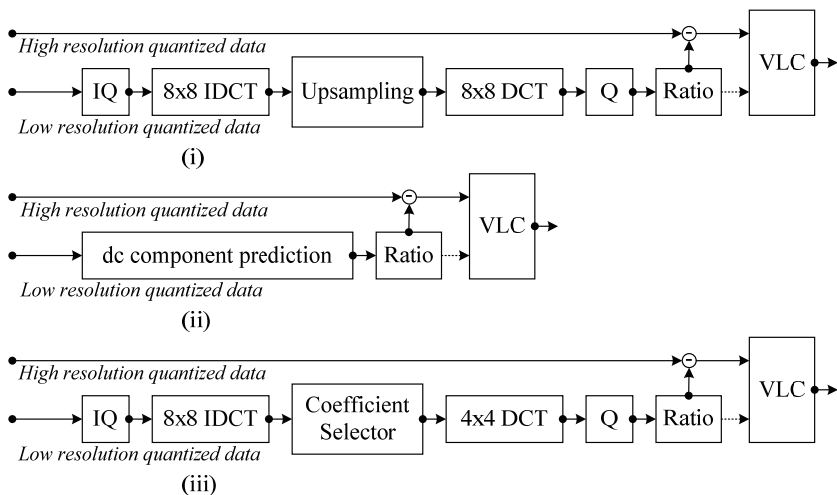 High resolution quantized data
IQ
8x8 IDCT
Upsampling
8x8 DCT
Q
Ratio
-
VLC
Low resolution quantized data
(i)
High resolution quantized data
dc component prediction
Ratio
-
VLC
Low resolution quantized data
(ii)
High resolution quantized data
IQ
8x8 IDCT
Coefficient
Selector
4x4 DCT
Q
Ratio
-
VLC
Low resolution quantized data
(iii)